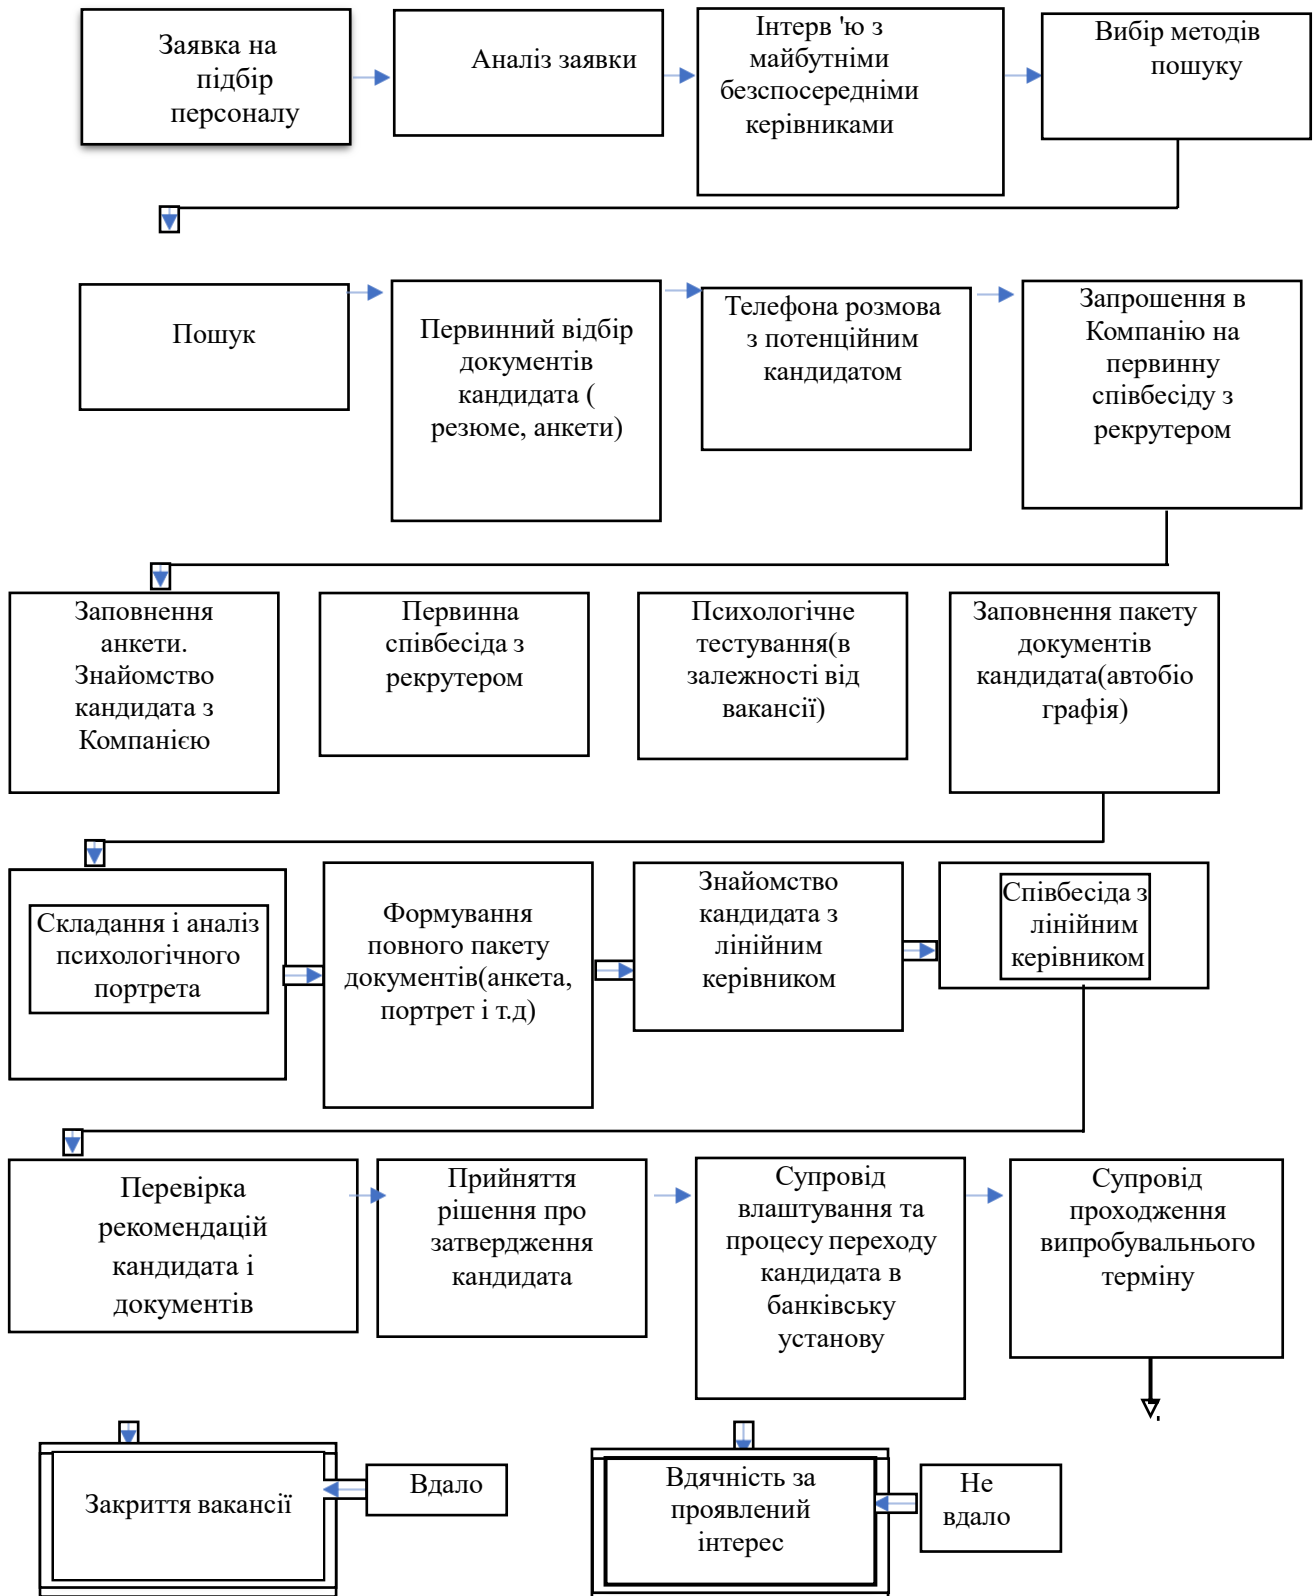 Заявка на
підбір
персоналу
Аналіз заявки
Інтерв 'ю з
майбутніми
безспосередніми
керівниками
Вибір методів
пошуку
Пошук
Первинний відбір
документів
кандидата (
резюме, анкети)
Телефона розмова
з потенційним
кандидатом
Запрошення в
Компанію на
первинну
співбесіду з
рекрутером
Заповнення
анкети.
Знайомство
кандидата з
Компанією
Первинна
співбесіда з
рекрутером
Психологічне
тестування(в
залежності від
вакансії)
Заповнення пакету
документів
кандидата(автобіо
графія)
Складання і аналіз
психологічного
портрета
Формування
повного пакету
документів(анкета,
портрет і т.д)
Знайомство
кандидата з
лінійним
керівником
Співбесіда з
лінійним
керівником
Перевірка
рекомендацій
кандидата і
документів
Прийняття
рішення про
затвердження
кандидата
Супровід
влаштування та
процесу переходу
кандидата в
банківську
установу
Супровід
проходження
випробувальнього
терміну
Закриття вакансії
Вдало
Вдячність за
проявлений
інтерес
Не
вдало